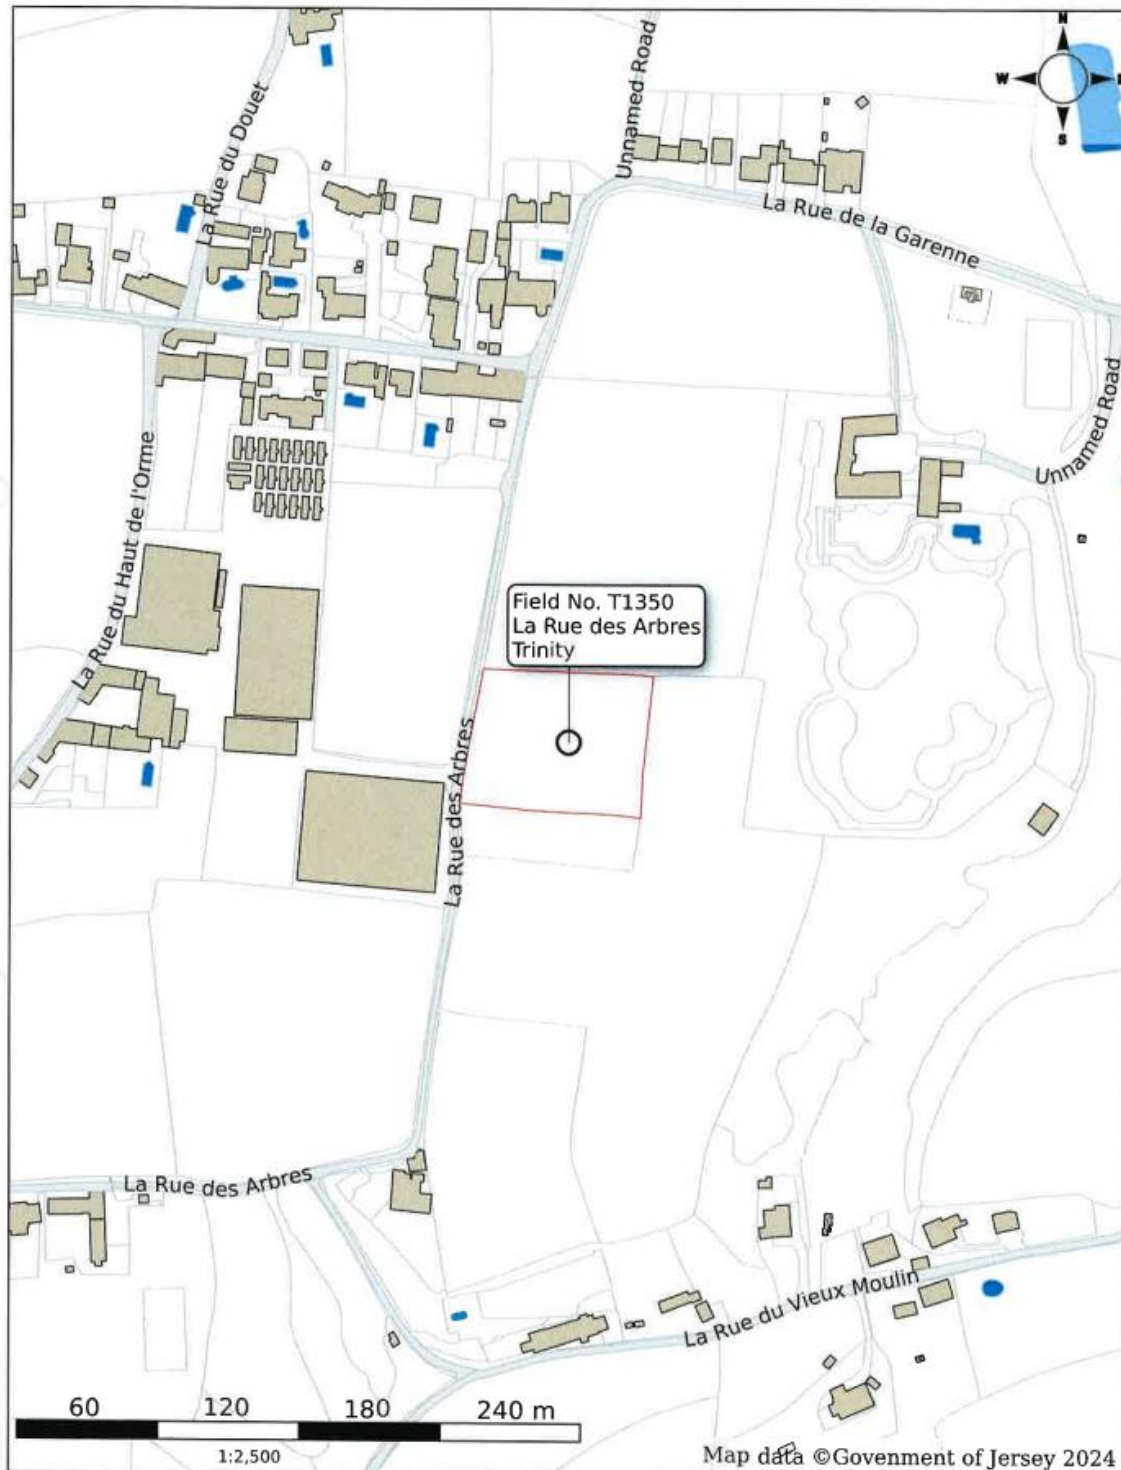 N
W
S
La Rue du Douet
Unnamed Road
La Rue de la Garenne
Unnamed Road
La Rue du Haut de l'Orme
Field No. T1350
La Rue des Arbres
Trinity
La Rue des Arbres
La Rue des Arbres
La Rue du Vieux Moulin
60 120 180 240 m
1:2,500
Map data ©Govenment of Jersey 2024